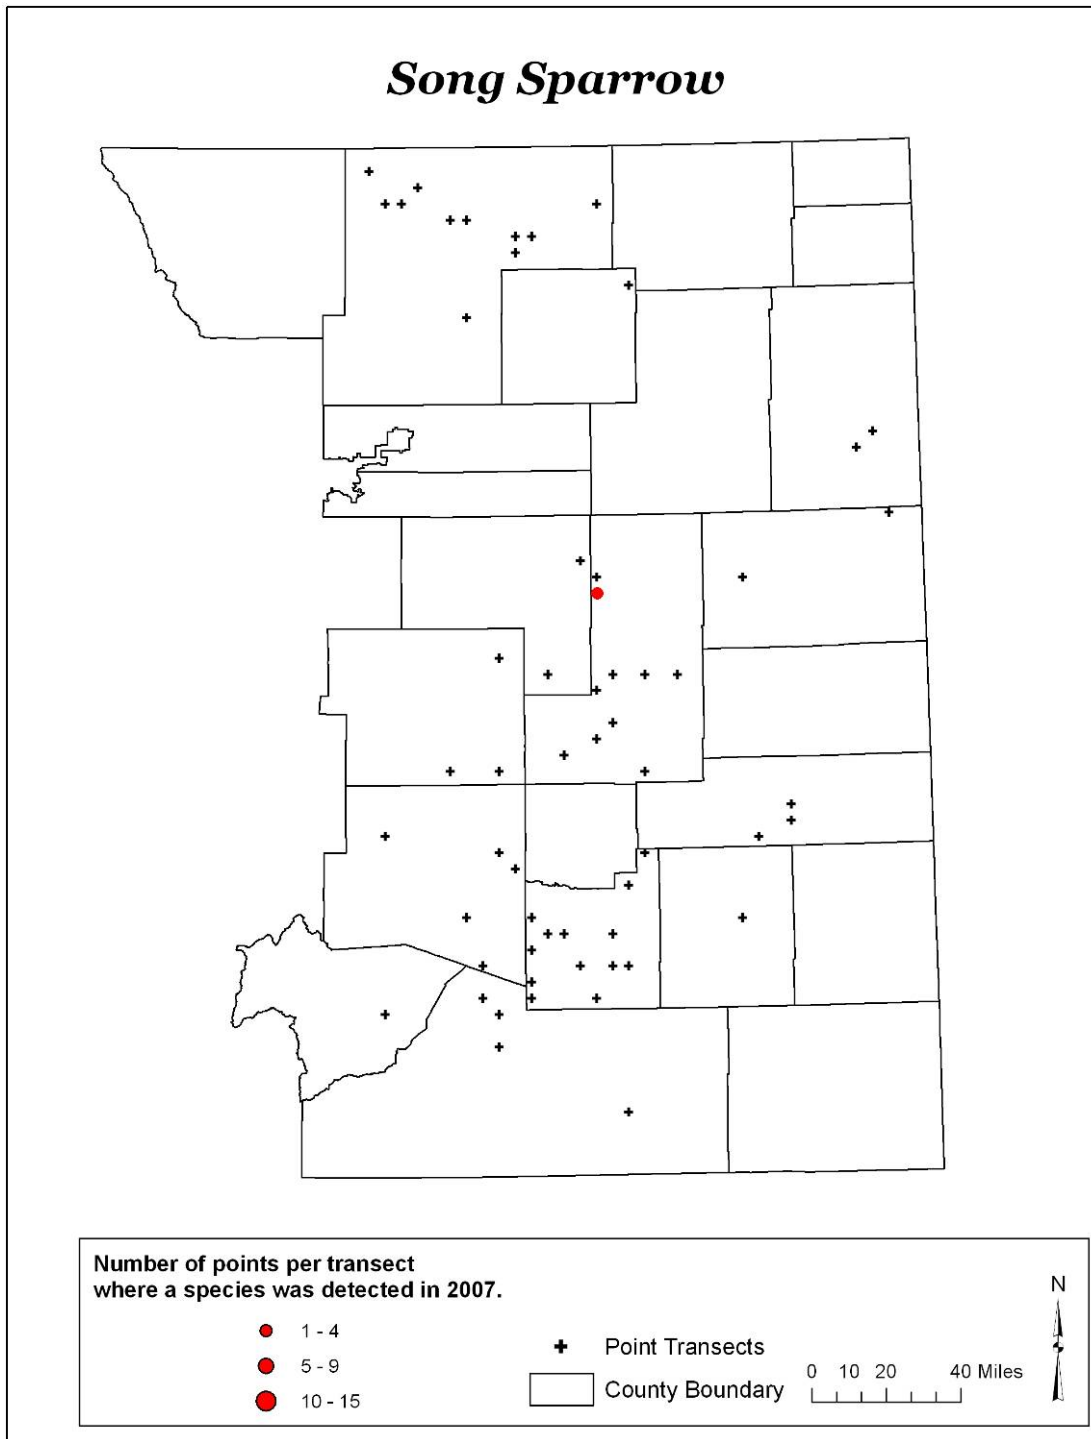 Song Sparrow
Number of points per transect
where a species was detected in 2007.
1 - 4
5 - 9
10 - 15
Point Transects
County Boundary
N
0 10 20 40 Miles